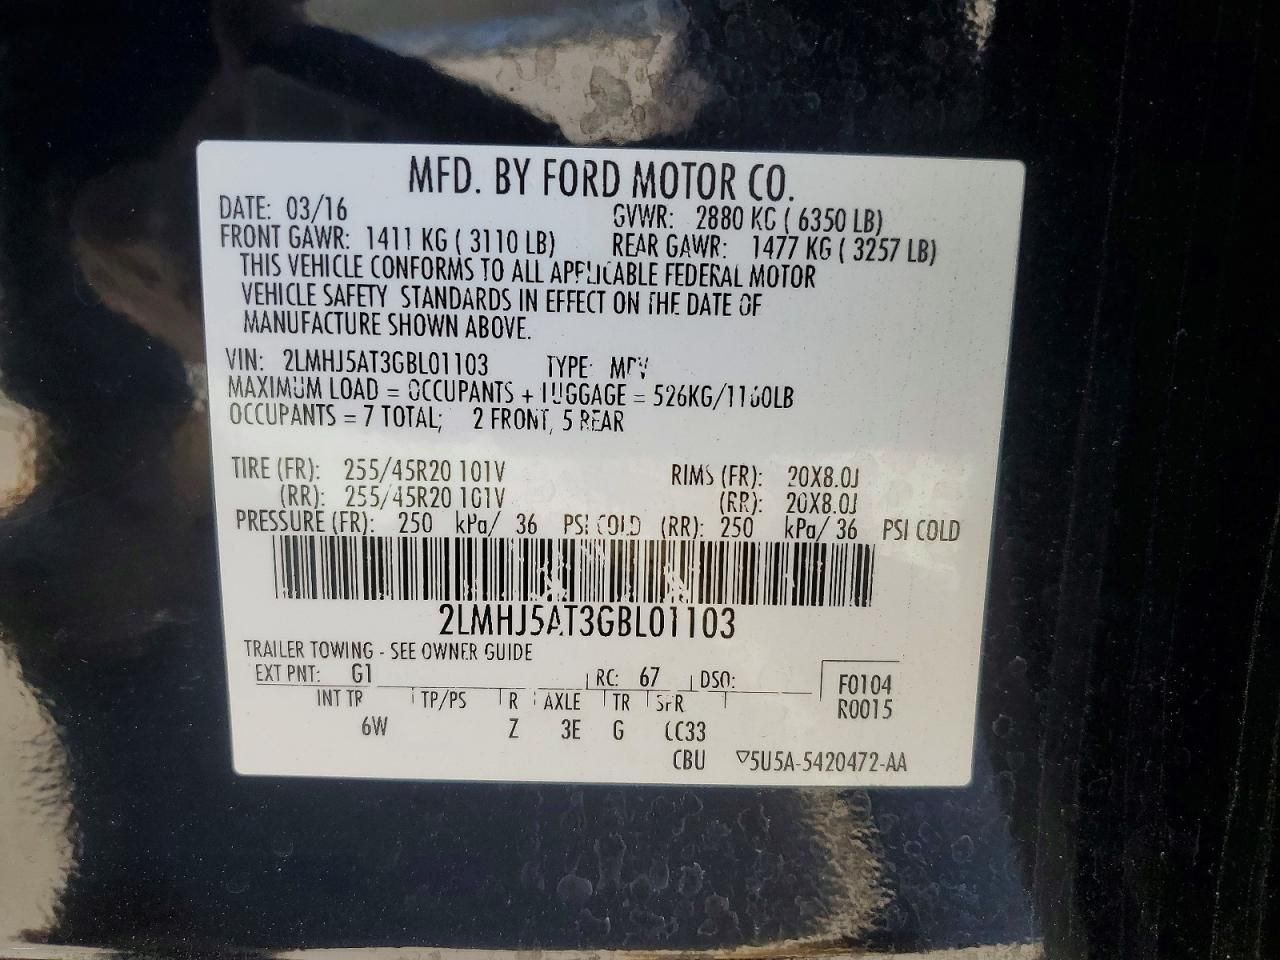 MFD. BY FORD MOTOR CO.
DATE: 03/16 GVWR: 2880 KG ( 6350 LB)
FRONT GAWR: 1411 KG ( 3110 LB) REAR GAWR: 1477 KG ( 3257 LB)
THIS VEHICLE CONFORMS TO ALL APPLICABLE FEDERAL MOTOR
VEHICLE SAFETY STANDARDS IN EFFECT ON THE DATE OF
MANUFACTURE SHOWN ABOVE.
VIN: 2LMHJ5AT3GBL01103 TYPE: MPV
MAXIMUM LOAD = OCCUPANTS + LUGGAGE = 526KG/1160LB
OCCUPANTS = 7 TOTAL; 2 FRONT, 5 REAR
TIRE (FR): 255/45R20 101V RIMS (FR): 20X8.0J
(RR): 255/45R20 101V (RR): 20X8.0J
PRESSURE (FR): 250 kPa/ 36 PSI COLD (RR): 250 kPa/ 36 PSI COLD
2LMHJ5AT3GBL01103
TRAILER TOWING - SEE OWNER GUIDE
EXT PNT: G1 RC: 67 DSO:
F0104
R0015
INT TR TP/PS R AXLE TR SPR
6W Z 3E G CC33
CBU ▽5U5A-5420472-AA